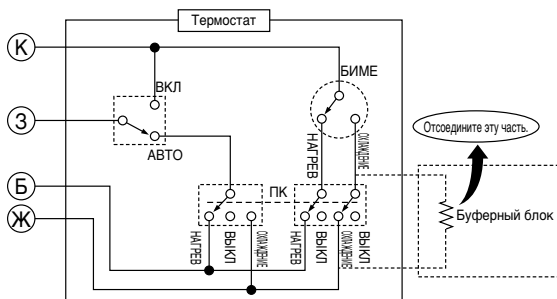 Термостат
К
БИМЕ
ВКЛ
З
Отсоедините эту часть.
АВТО
НАГРЕВ
ОХЛАЖДЕНИЕ
Б
ПК
Буферный блок
Ж
НАГРЕВ
ВЫКЛ
ОХЛАЖДЕНИЕ
НАГРЕВ
ВЫКЛ
ОХЛАЖДЕНИЕ
ВЫКЛ